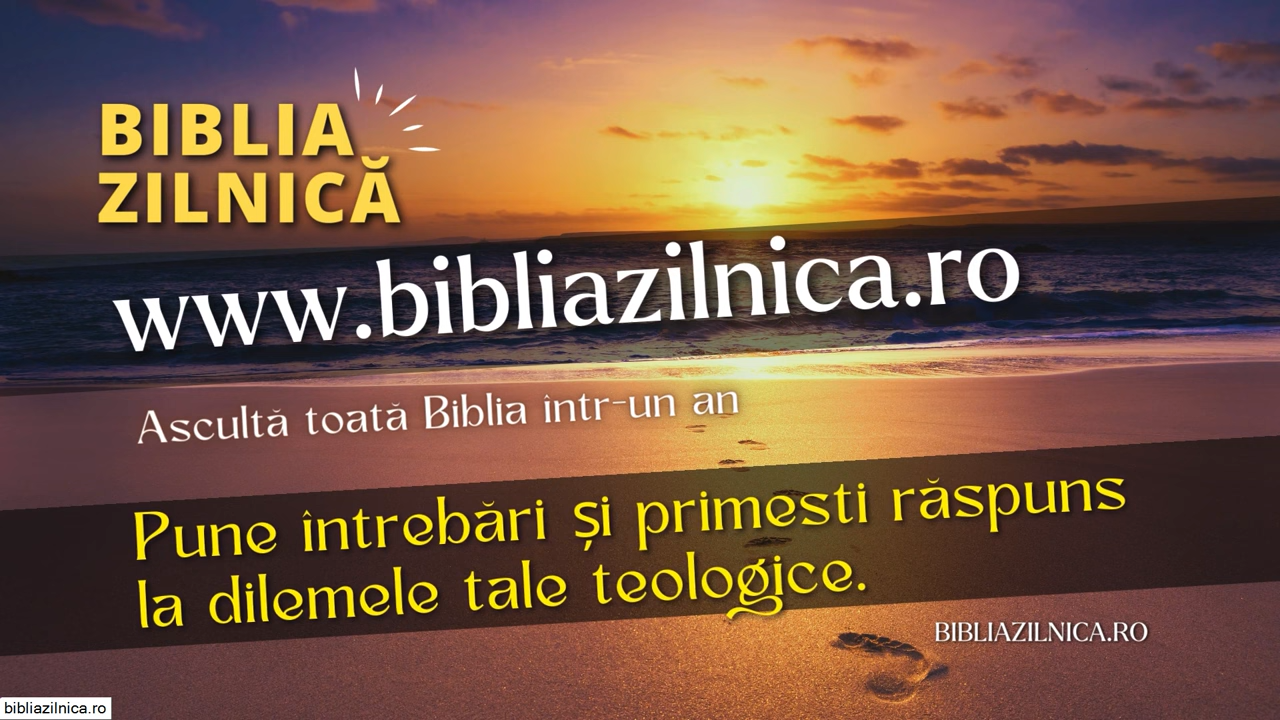 BIBLIA
ZILNICĂ
www.bibliazilnica.ro
Ascultă toată Biblia într-un an
Pune întrebări și primesti răspuns
la dilemele tale teologice.
BIBLIAZILNICA.RO
bibliazilnica.ro